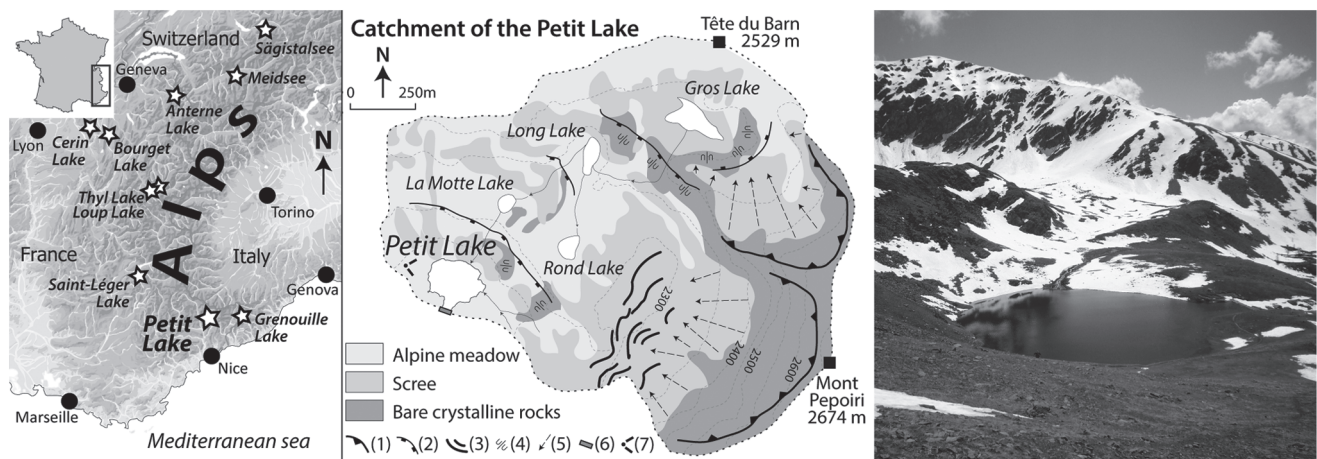 Switzerland
Sägistalsee
Geneva
Meidsee
Anterne
Lake
Lyon
Cerin
Lake
Bourget
Lake
N
Thyl Lake
Loup Lake
Torino
Alps
France
Italy
Saint-Léger
Lake
Genova
Petit
Lake
Grenouille
Lake
Nice
Marseille
Mediterranean sea
Catchment of the Petit Lake
N
0 250m
Tête du Barn
2529 m
Gros Lake
Long Lake
La Motte Lake
Petit Lake
Rond Lake
2300
2400
2500
2600
Mont
Pepoiri
2674 m
Alpine meadow
Scree
Bare crystalline rocks
(1) (2) (3) (4) (5) (6) (7)